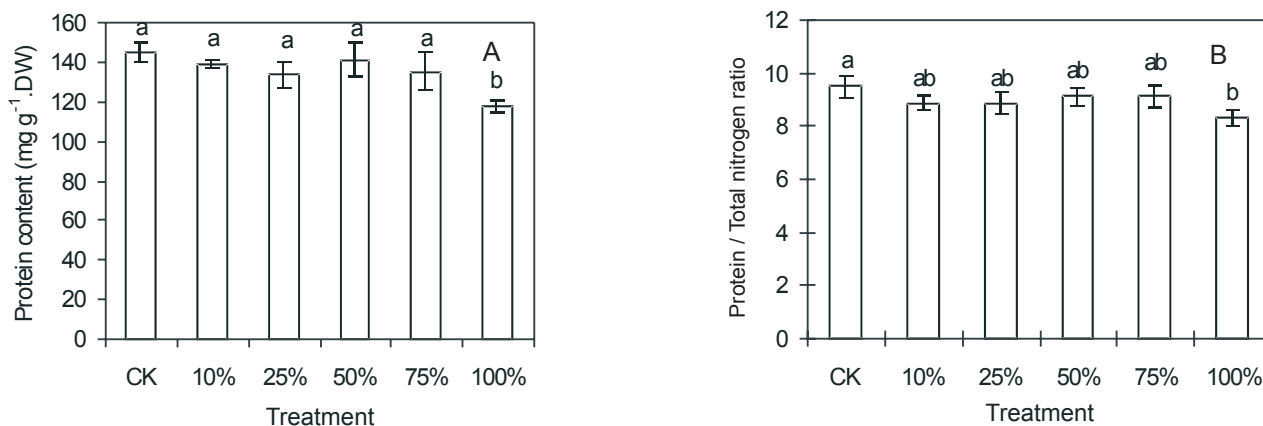 160
140
120
100
80
60
40
20
0
Protein content (mg g⁻¹.DW)
a a a a a b
A
CK 10% 25% 50% 75% 100%
Treatment
12
10
8
6
4
2
0
Protein / Total nitrogen ratio
a ab ab ab ab b
B
CK 10% 25% 50% 75% 100%
Treatment